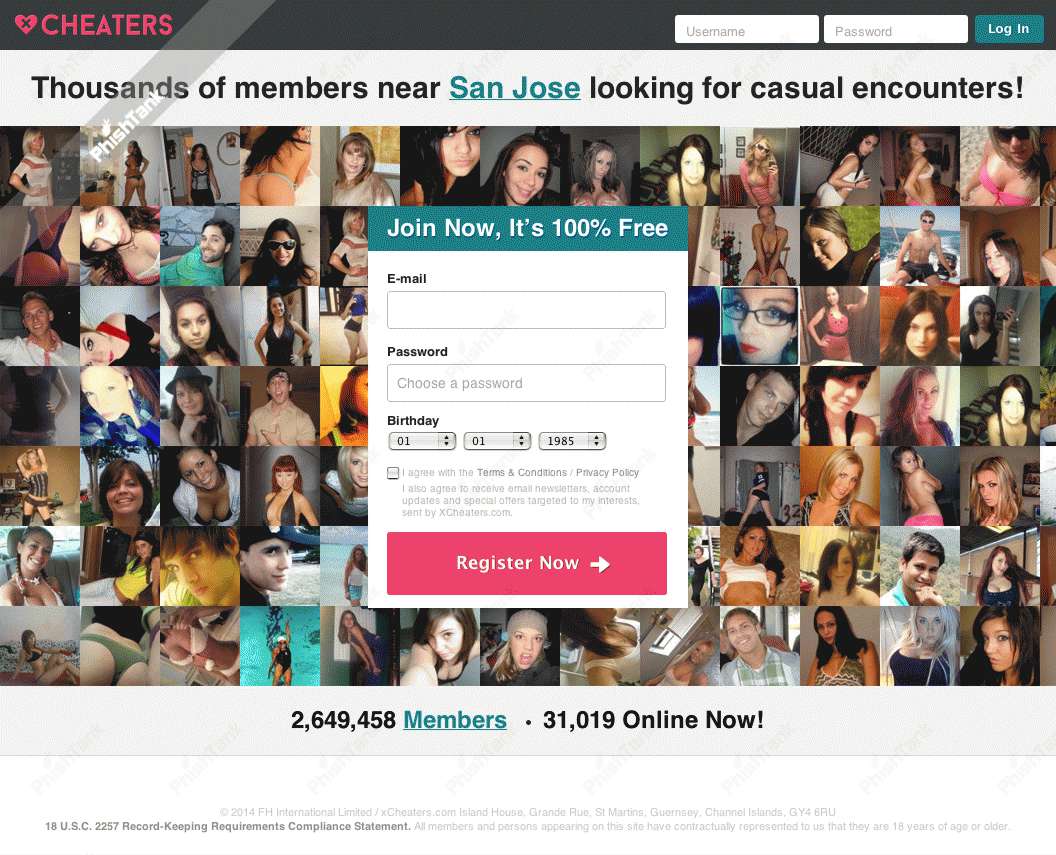 CHEATERS
Username
Password
Log In
Thousands of members near San Jose looking for casual encounters!
PhishTank
Join Now, It's 100% Free
E-mail
Password
Choose a password
Birthday
01 01 1985
I agree with the Terms & Conditions / Privacy Policy
I also agree to receive email newsletters, account
updates and special offers targeted to my interests,
sent by XCheaters.com.
Register Now
2,649,458 Members • 31,019 Online Now!
© 2014 FH International Limited / xCheaters.com Island House, Grande Rue, St Martins, Guernsey, Channel Islands, GY4 6RU
18 U.S.C. 2257 Record-Keeping Requirements Compliance Statement. All members and persons appearing on this site have contractually represented to us that they are 18 years of age or older.